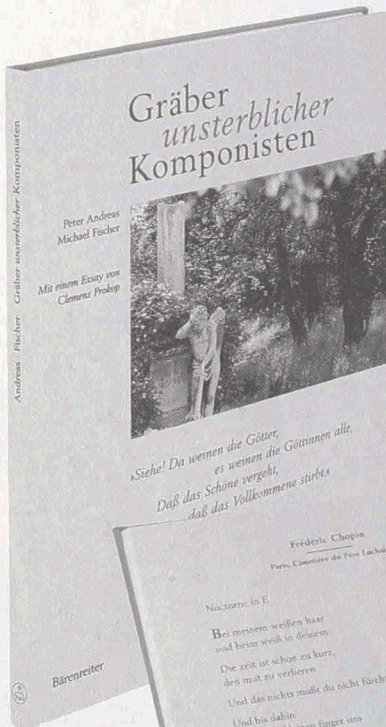 Andreas · Fischer Gräber unsterblicher Komponisten
Gräber
unsterblicher
Komponisten
Peter Andreas
Michael Fischer
Mit einem Essay von
Clemens Prokop
»Siehe! Da weinen die Götter,
es weinen die Göttinnen alle,
Daß das Schöne vergeht,
daß das Vollkommene stirbt.«
Bärenreiter
Frédéric Chopin
Paris, Cimetière du Père Lachaise
Nocturne in E
Bei meinem weißen haar
und beim weiß in deinem
Die zeit ist schon zu kurz,
den mut zu verlieren
Und das nichts mußt du nicht fürch
Und bis dahin
finger uns